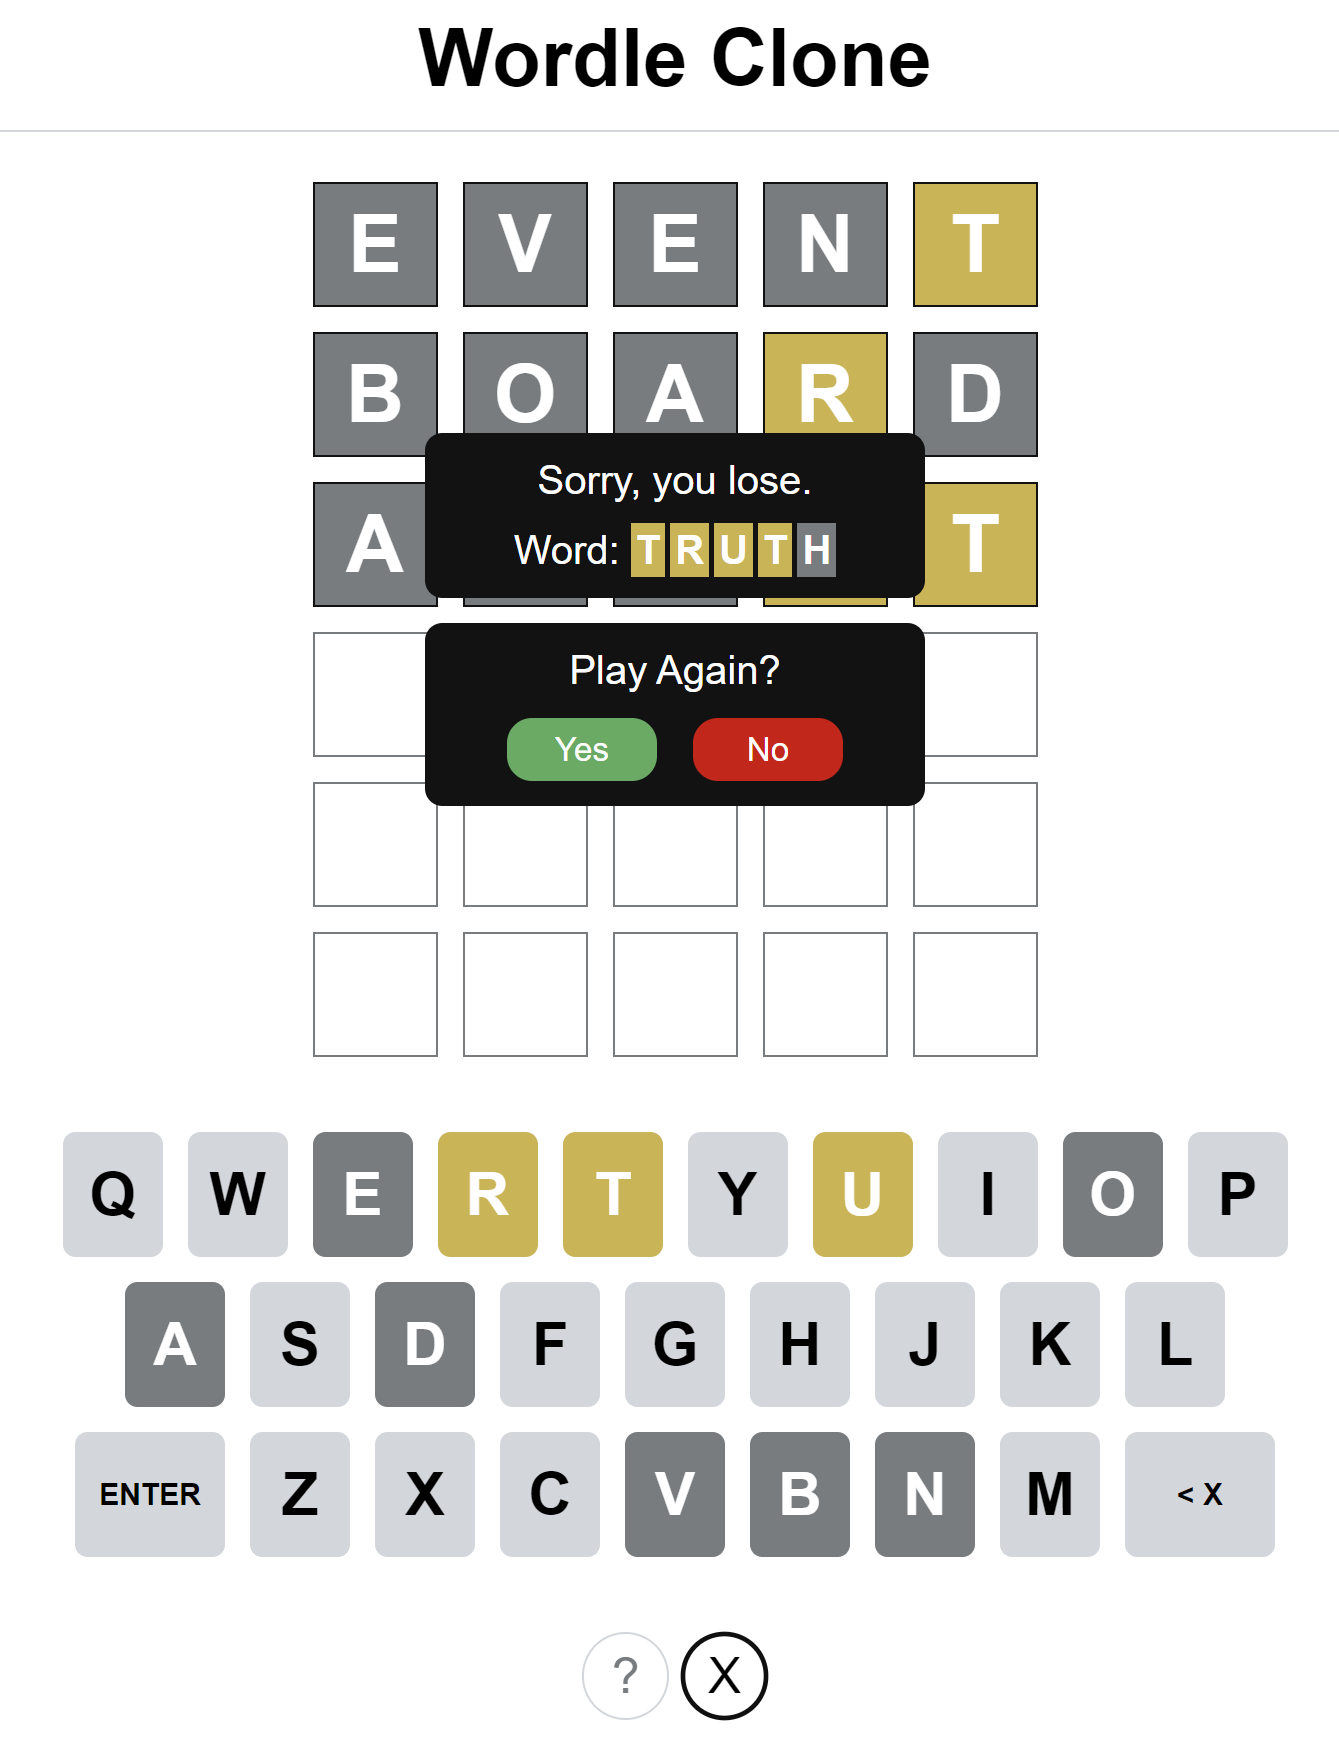 Wordle Clone
E V E N T
B O A R D
A T
Sorry, you lose.
Word: T R U T H
Play Again?
Yes No
Q W E R T Y U I O P
A S D F G H J K L
ENTER Z X C V B N M < X
? X